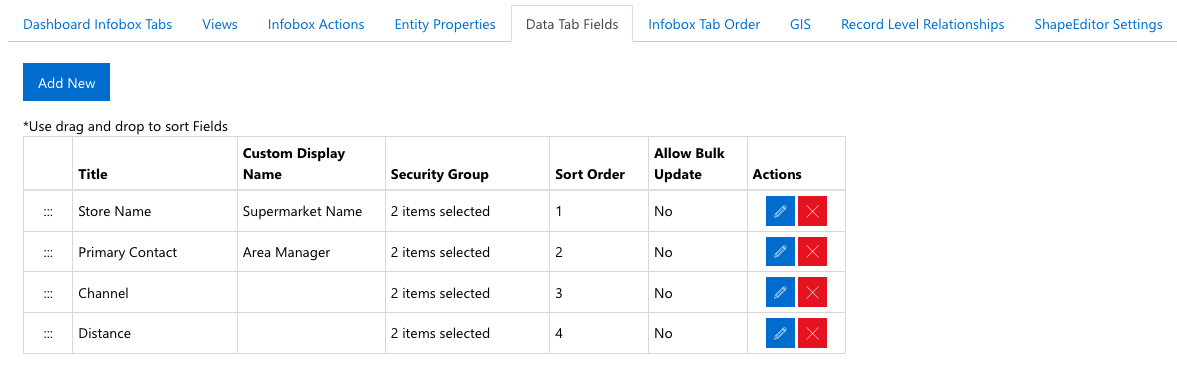 Dashboard Infobox Tabs Views Infobox Actions Entity Properties Data Tab Fields Infobox Tab Order GIS Record Level Relationships ShapeEditor Settings
Add New
*Use drag and drop to sort Fields
Title Custom Display Name Security Group Sort Order Allow Bulk Update Actions
::: Store Name Supermarket Name 2 items selected 1 No
::: Primary Contact Area Manager 2 items selected 2 No
::: Channel 2 items selected 3 No
::: Distance 2 items selected 4 No